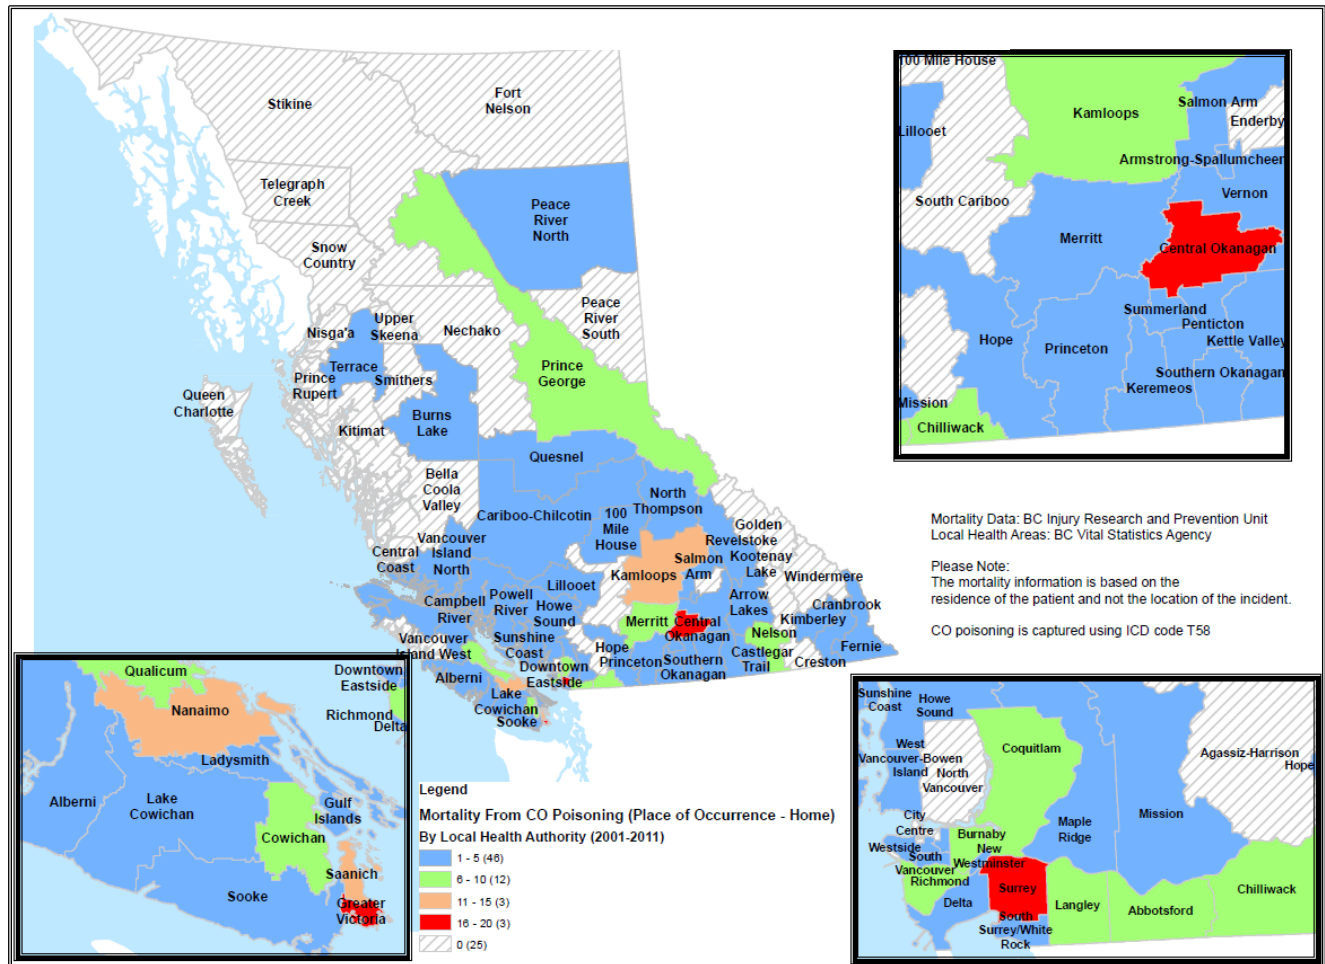 Stikine
Fort
Nelson
Telegraph
Creek
Snow
Country
Peace
River
North
Peace
River
South
Nisga'a
Upper
Skeena
Nechako
Terrace
Smithers
Prince
Rupert
Prince
George
Queen
Charlotte
Kitimat
Burns
Lake
Quesnel
Bella
Coola
Valley
Cariboo-Chilcotin
100
Mile
House
North
Thompson
Golden
Revelstoke
Kootenay
Lake
Windermere
Central
Coast
Vancouver
Island
North
Salmon
Arm
Kamloops
Lillooet
Powell
River
Howe
Sound
Campbell
River
Arrow
Lakes
Cranbrook
Kimberley
Merritt
Central
Okanagan
Nelson
Castlegar
Trail
Creston
Fernie
Sunshine
Coast
Vancouver
Island West
Hope
Princeton
Southern
Okanagan
Downtown
Eastside
Alberni
Lake
Cowichan
Sooke
100 Mile House
Kamloops
Salmon Arm
Enderby
Lillooet
Armstrong-Spallumcheen
Vernon
South Cariboo
Merritt
Central Okanagan
Summerland
Penticton
Kettle Valley
Hope
Princeton
Southern Okanagan
Keremeos
Mission
Chilliwack
Mortality Data: BC Injury Research and Prevention Unit
Local Health Areas: BC Vital Statistics Agency
Please Note:
The mortality information is based on the
residence of the patient and not the location of the incident.
CO poisoning is captured using ICD code T58
Qualicum
Downtown
Eastside
Nanaimo
Richmond
Delta
Ladysmith
Alberni
Lake
Cowichan
Gulf
Islands
Cowichan
Saanich
Sooke
Greater
Victoria
Legend
Mortality From CO Poisoning (Place of Occurrence - Home)
By Local Health Authority (2001-2011)
1 - 5 (46)
6 - 10 (12)
11 - 15 (3)
16 - 20 (3)
0 (25)
Sunshine
Coast
Howe
Sound
West
Vancouver-Bowen
Island
North
Vancouver
Coquitlam
Agassiz-Harrison
Hope
City
Centre
Maple
Ridge
Mission
Burnaby
New
Westminster
Westside
South
Vancouver
Richmond
Delta
Surrey
Langley
Abbotsford
Chilliwack
South
Surrey/White
Rock